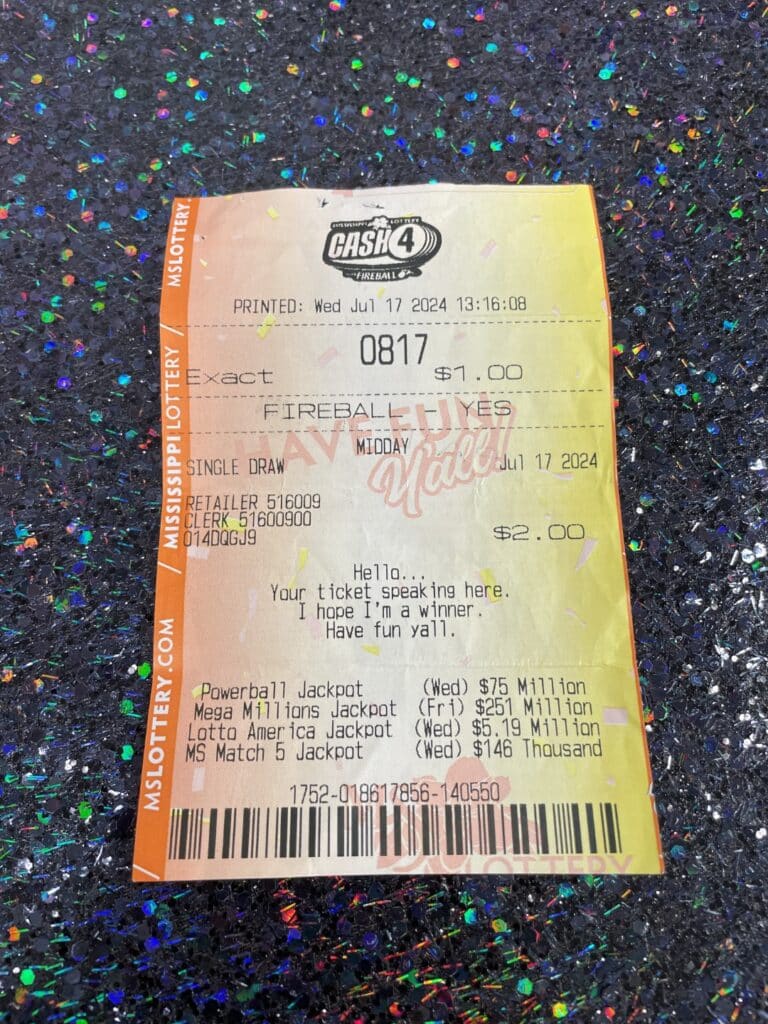 MISSISSIPPI LOTTERY
CASH 4
FIREBALL
PRINTED: Wed Jul 17 2024 13:16:08
0817
Exact $1.00
FIREBALL - YES
HAVE FUN
Y'all!
MIDDAY
SINGLE DRAW Jul 17 2024
RETAILER 516009
CLERK 51600900
014DQGJ9 $2.00
Hello...
Your ticket speaking here.
I hope I'm a winner.
Have fun yall.
Powerball Jackpot (Wed) $75 Million
Mega Millions Jackpot (Fri) $251 Million
Lotto America Jackpot (Wed) $5.19 Million
MS Match 5 Jackpot (Wed) $146 Thousand
1752-018617856-140550
LOTTERY
MSLOTTERY.COM / MISSISSIPPI LOTTERY / MSLOTTERY